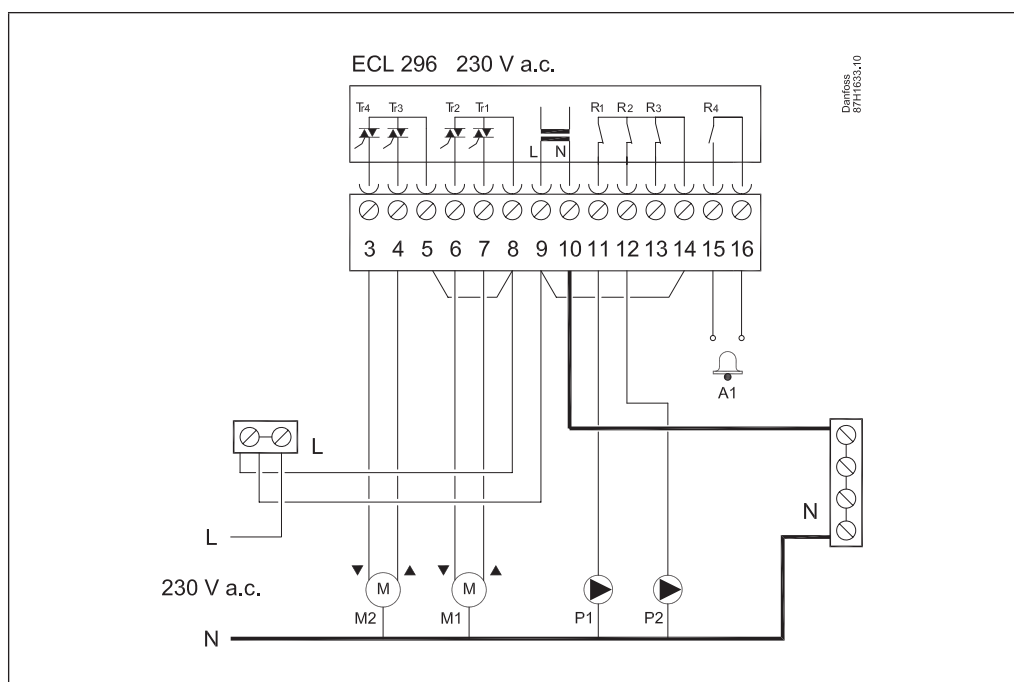 ECL 296 230 V a.c.
Danfoss
87H1633.10
Tr4 Tr3 Tr2 Tr1 R1 R2 R3 R4
L N
3 4 5 6 7 8 9 10 11 12 13 14 15 16
A1
L
N
L
230 V a.c.
M M
M2 M1 P1 P2
N